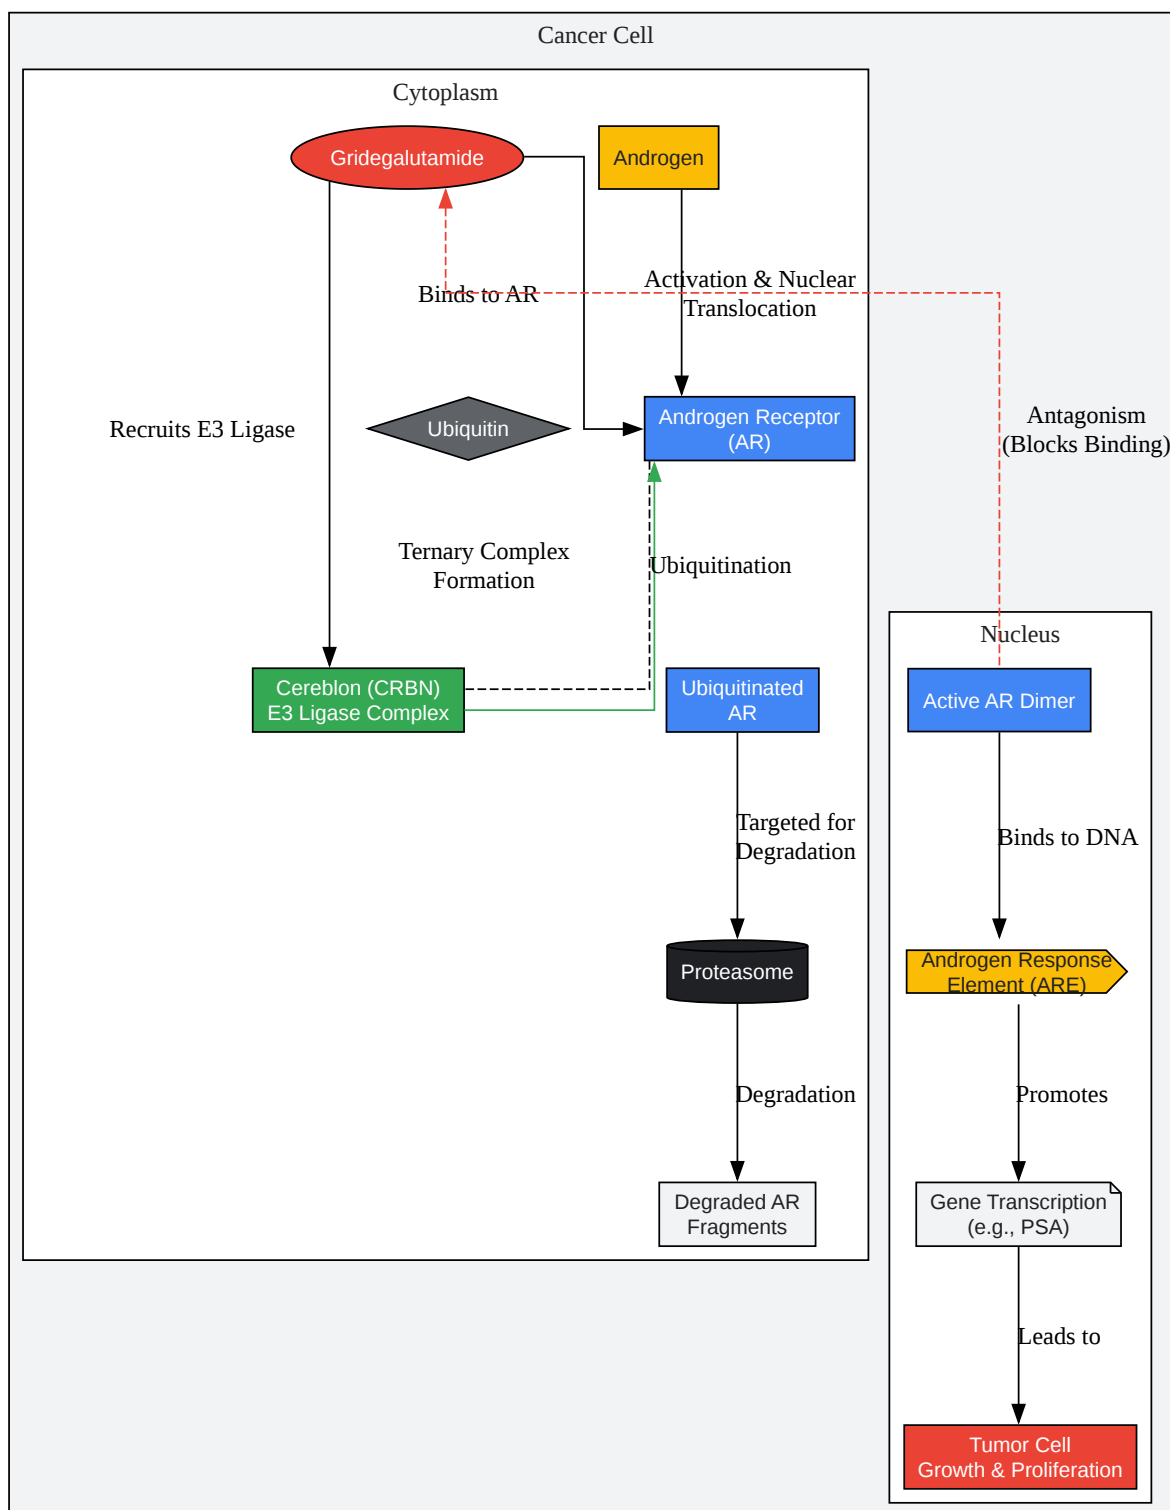 Cancer Cell
Cytoplasm
Gridegalutamide
Androgen
Binds to AR
Activation & Nuclear
Translocation
Recruits E3 Ligase
Ubiquitin
Androgen Receptor
(AR)
Antagonism
(Blocks Binding)
Ternary Complex
Formation
Ubiquitination
Nucleus
Cereblon (CRBN)
E3 Ligase Complex
Ubiquitinated
AR
Active AR Dimer
Targeted for
Degradation
Binds to DNA
Proteasome
Androgen Response
Element (ARE)
Degradation
Promotes
Degraded AR
Fragments
Gene Transcription
(e.g., PSA)
Leads to
Tumor Cell
Growth & Proliferation